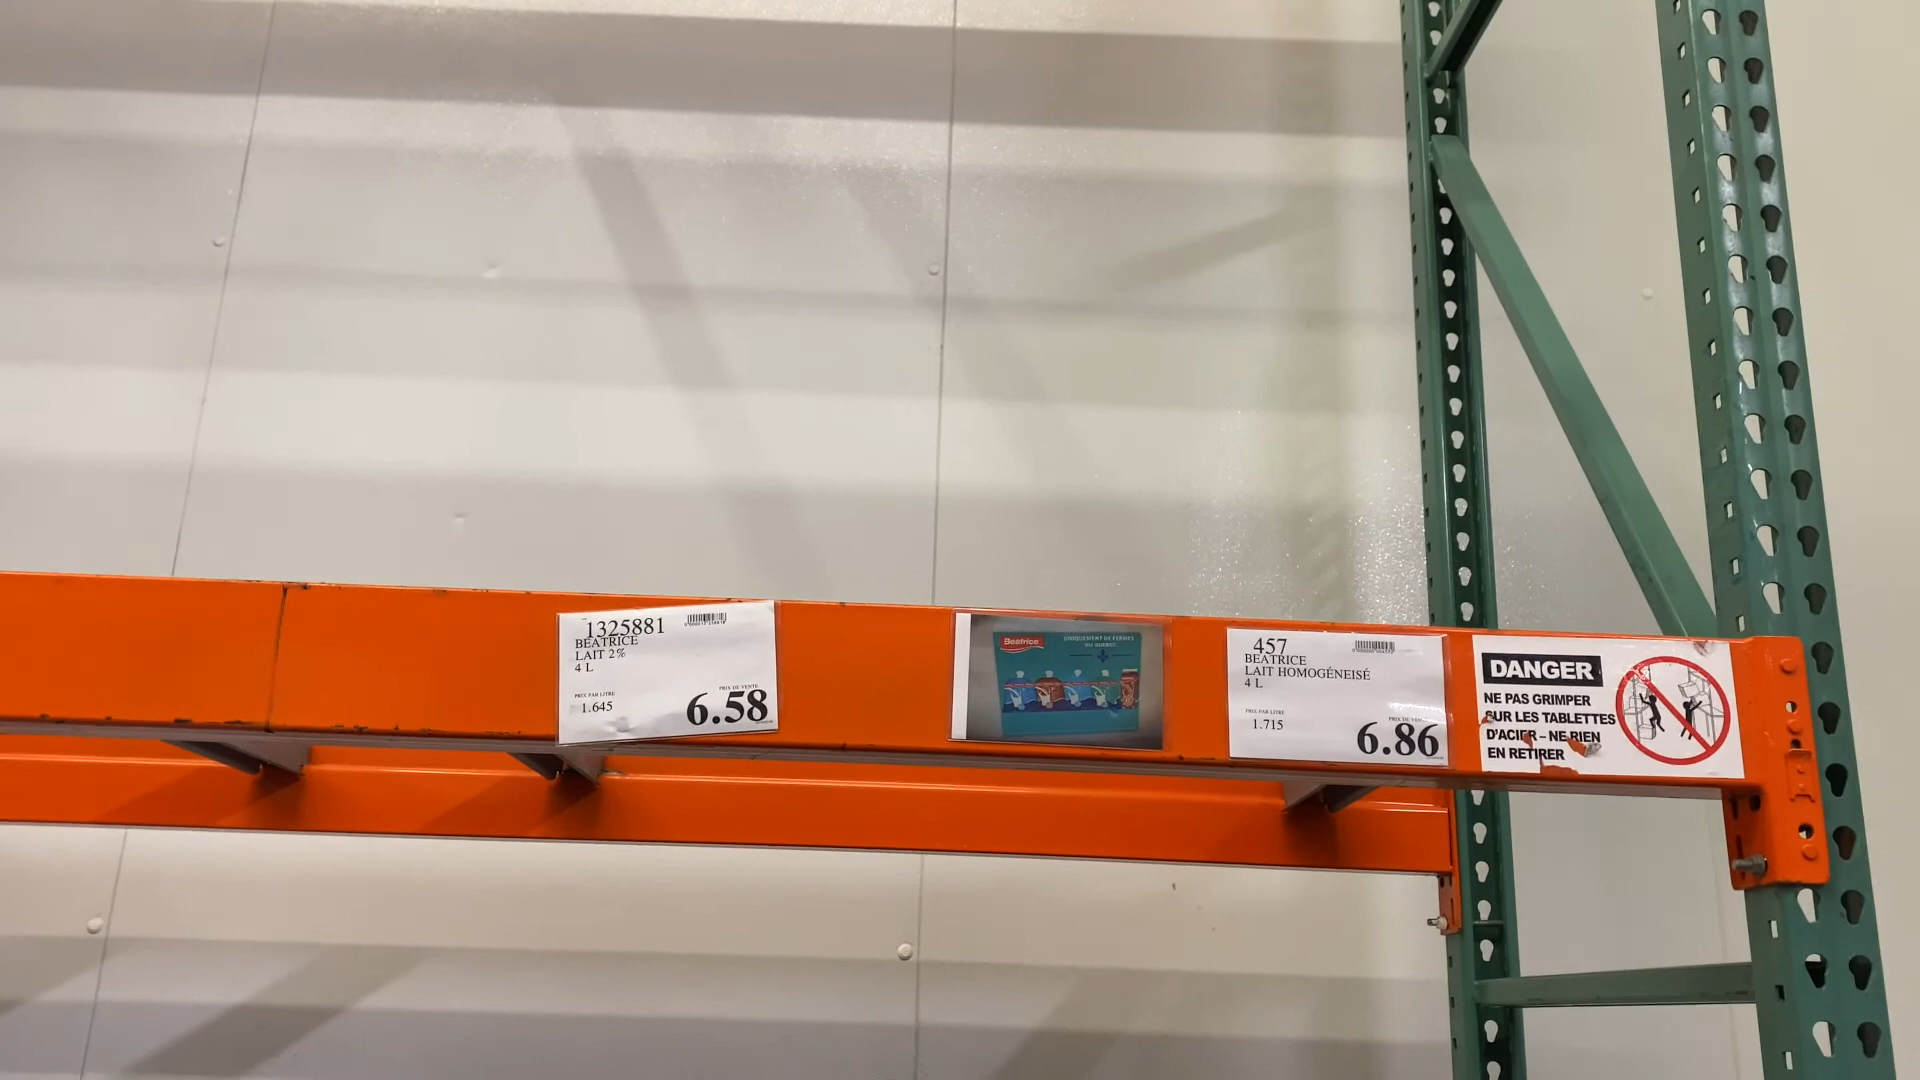 1325881
BEATRICE
LAIT 2%
4 L
PRIX PAR LITRE
1.645
PRIX DE VENTE
6.58
Beatrice
UNIQUEMENT DE FERMES
DU QUÉBEC
457
BEATRICE
LAIT HOMOGÉNEISÉ
4 L
PRIX PAR LITRE
1.715
PRIX DE VENTE
6.86
DANGER
NE PAS GRIMPER
SUR LES TABLETTES
D'ACIER – NE RIEN
EN RETIRER